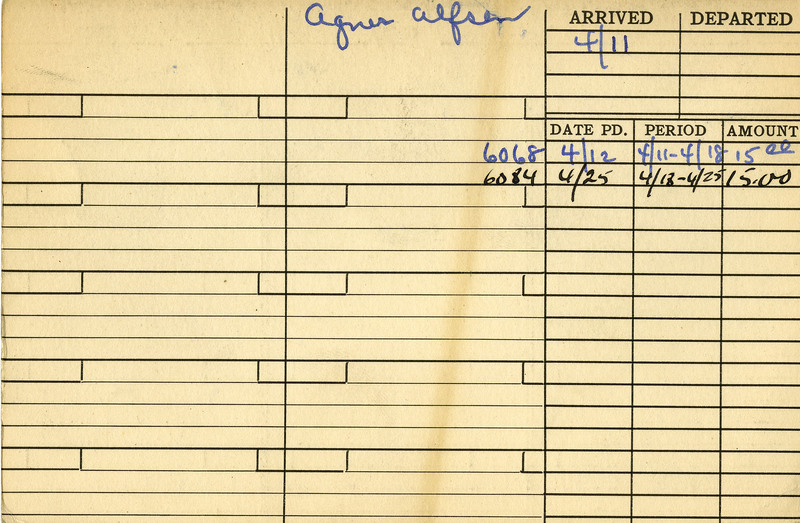 Agner Alfsen
ARRIVED DEPARTED
4/11
DATE PD. PERIOD AMOUNT
6068 4/12 4/11-4/18 15 00
6084 4/25 4/18-4/25 15.00